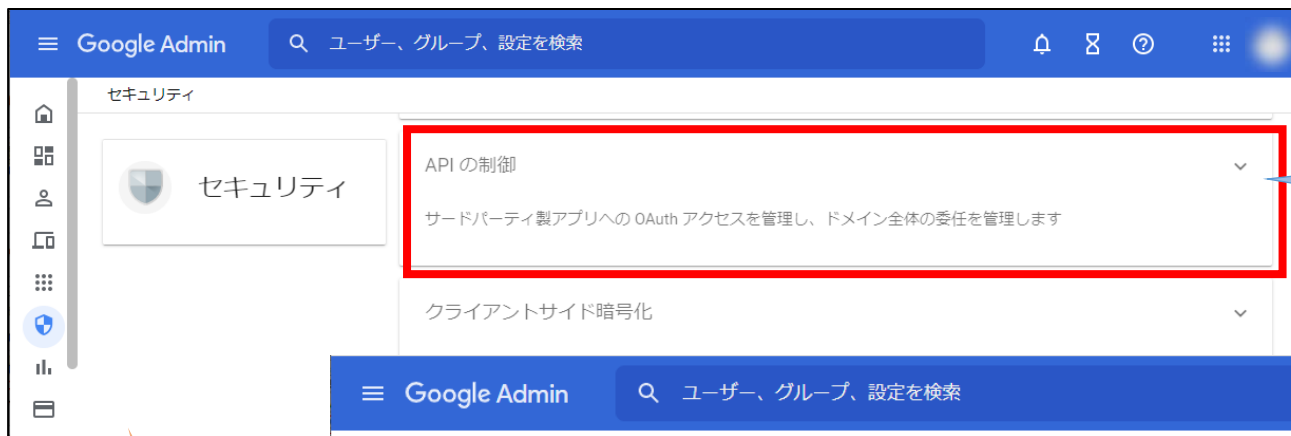 Google Admin
ユーザー、グループ、設定を検索
セキュリティ
セキュリティ
API の制御
サードパーティ製アプリへの OAuth アクセスを管理し、ドメイン全体の委任を管理します
クライアントサイド暗号化
Google Admin
ユーザー、グループ、設定を検索